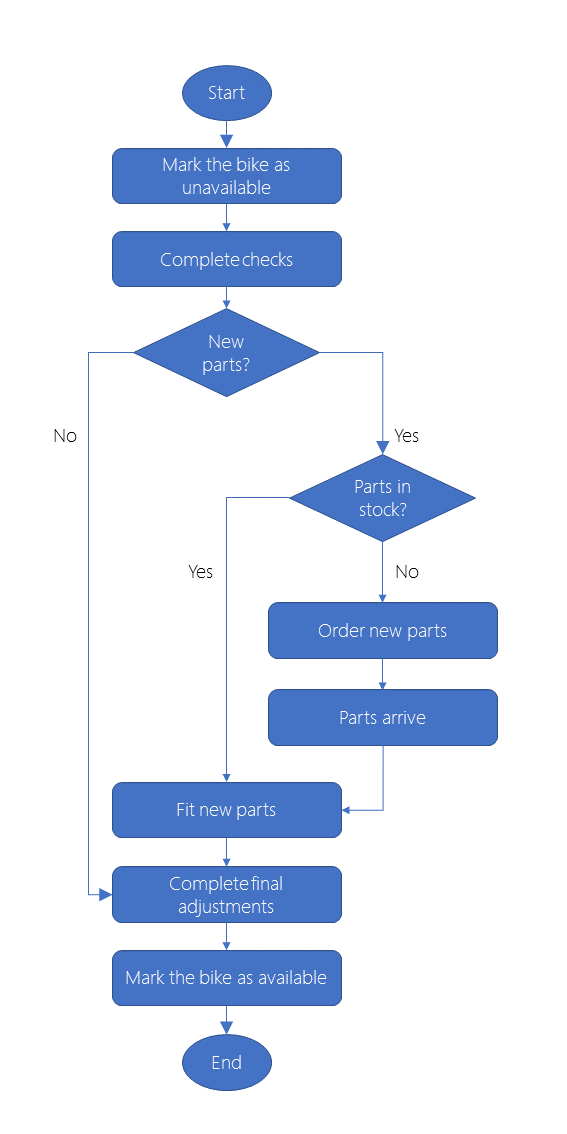 Start
Mark the bike as
unavailable
Complete checks
New
parts?
No
Yes
Parts in
stock?
Yes
No
Order new parts
Parts arrive
Fit new parts
Complete final
adjustments
Mark the bike as available
End